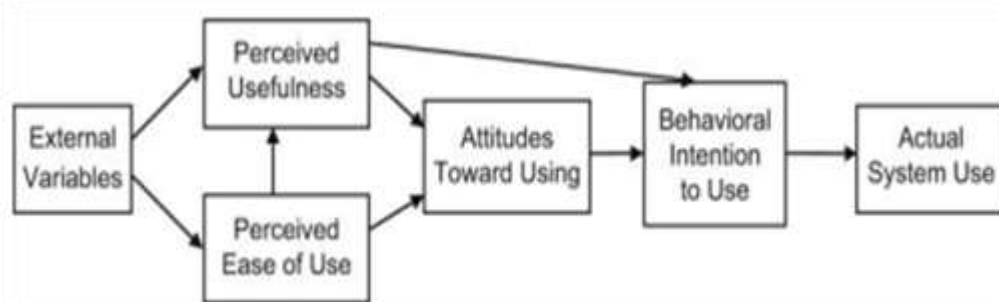 Perceived
Usefulness
External
Variables
Perceived
Ease of Use
Attitudes
Toward Using
Behavioral
Intention
to Use
Actual
System Use